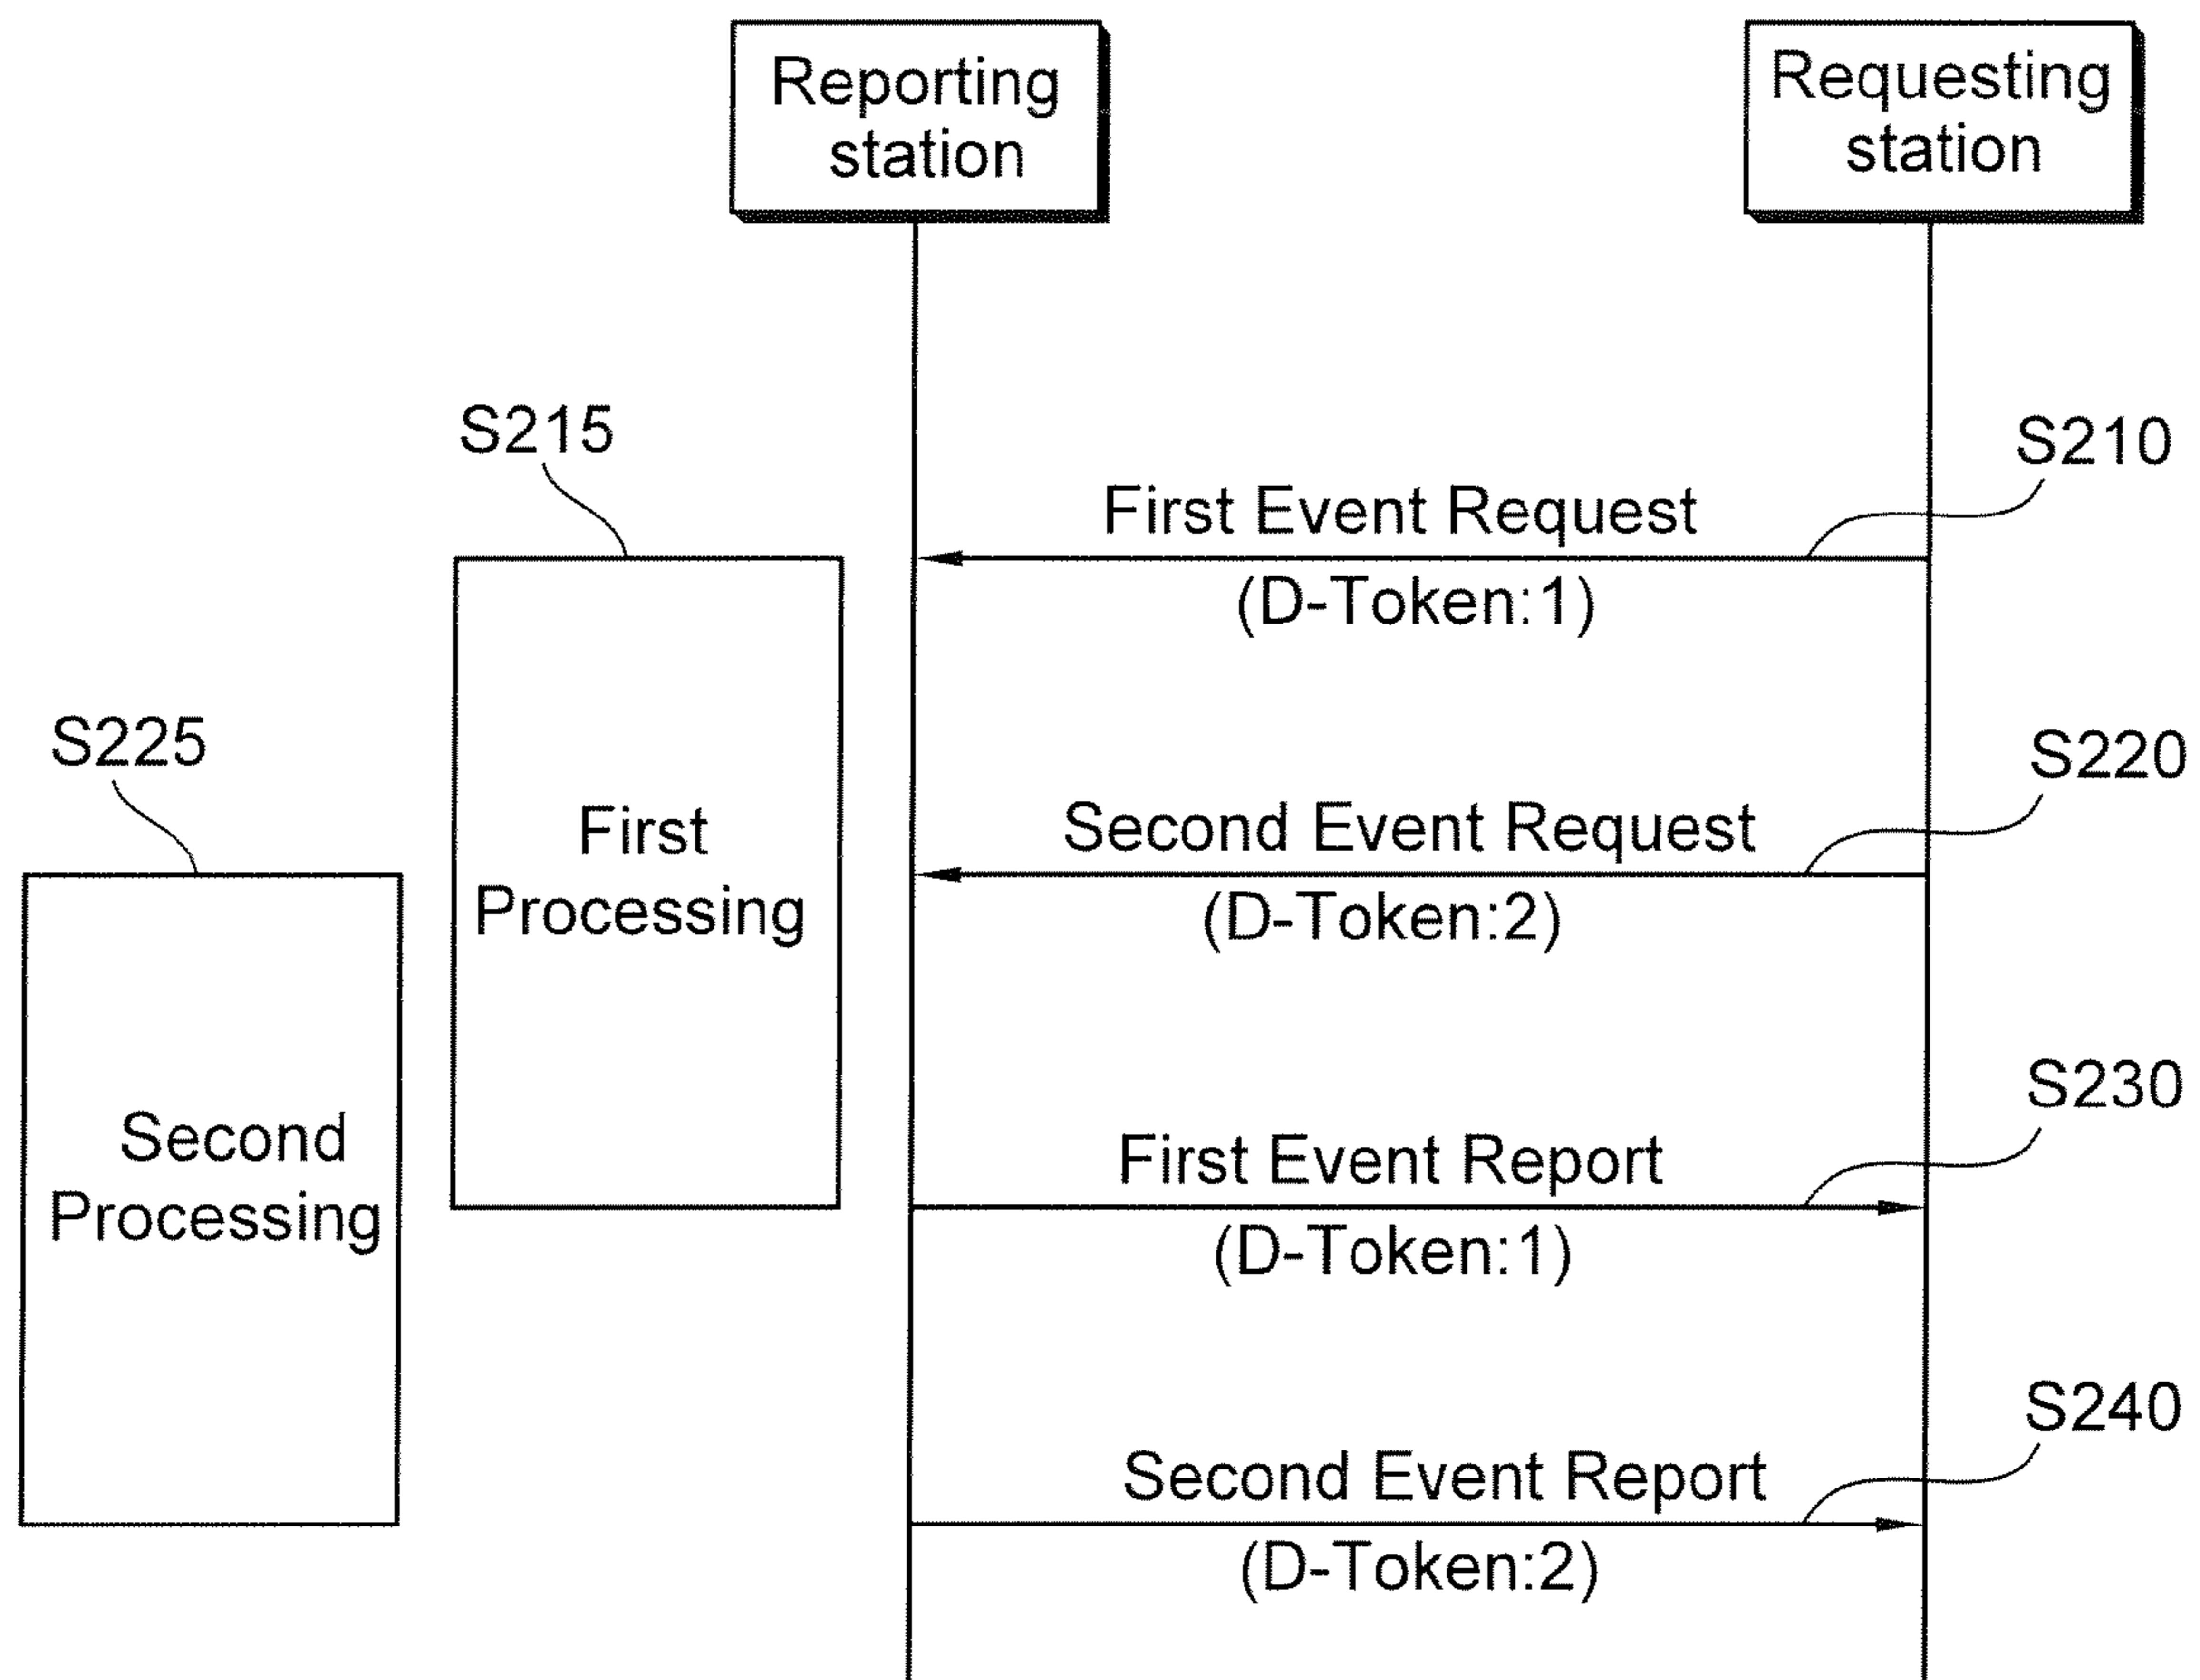 Reporting
station
Requesting
station
S215
S210
First Event Request
(D-Token:1)
S225
S220
First
Processing
Second Event Request
(D-Token:2)
S230
Second
Processing
First Event Report
(D-Token:1)
S240
Second Event Report
(D-Token:2)